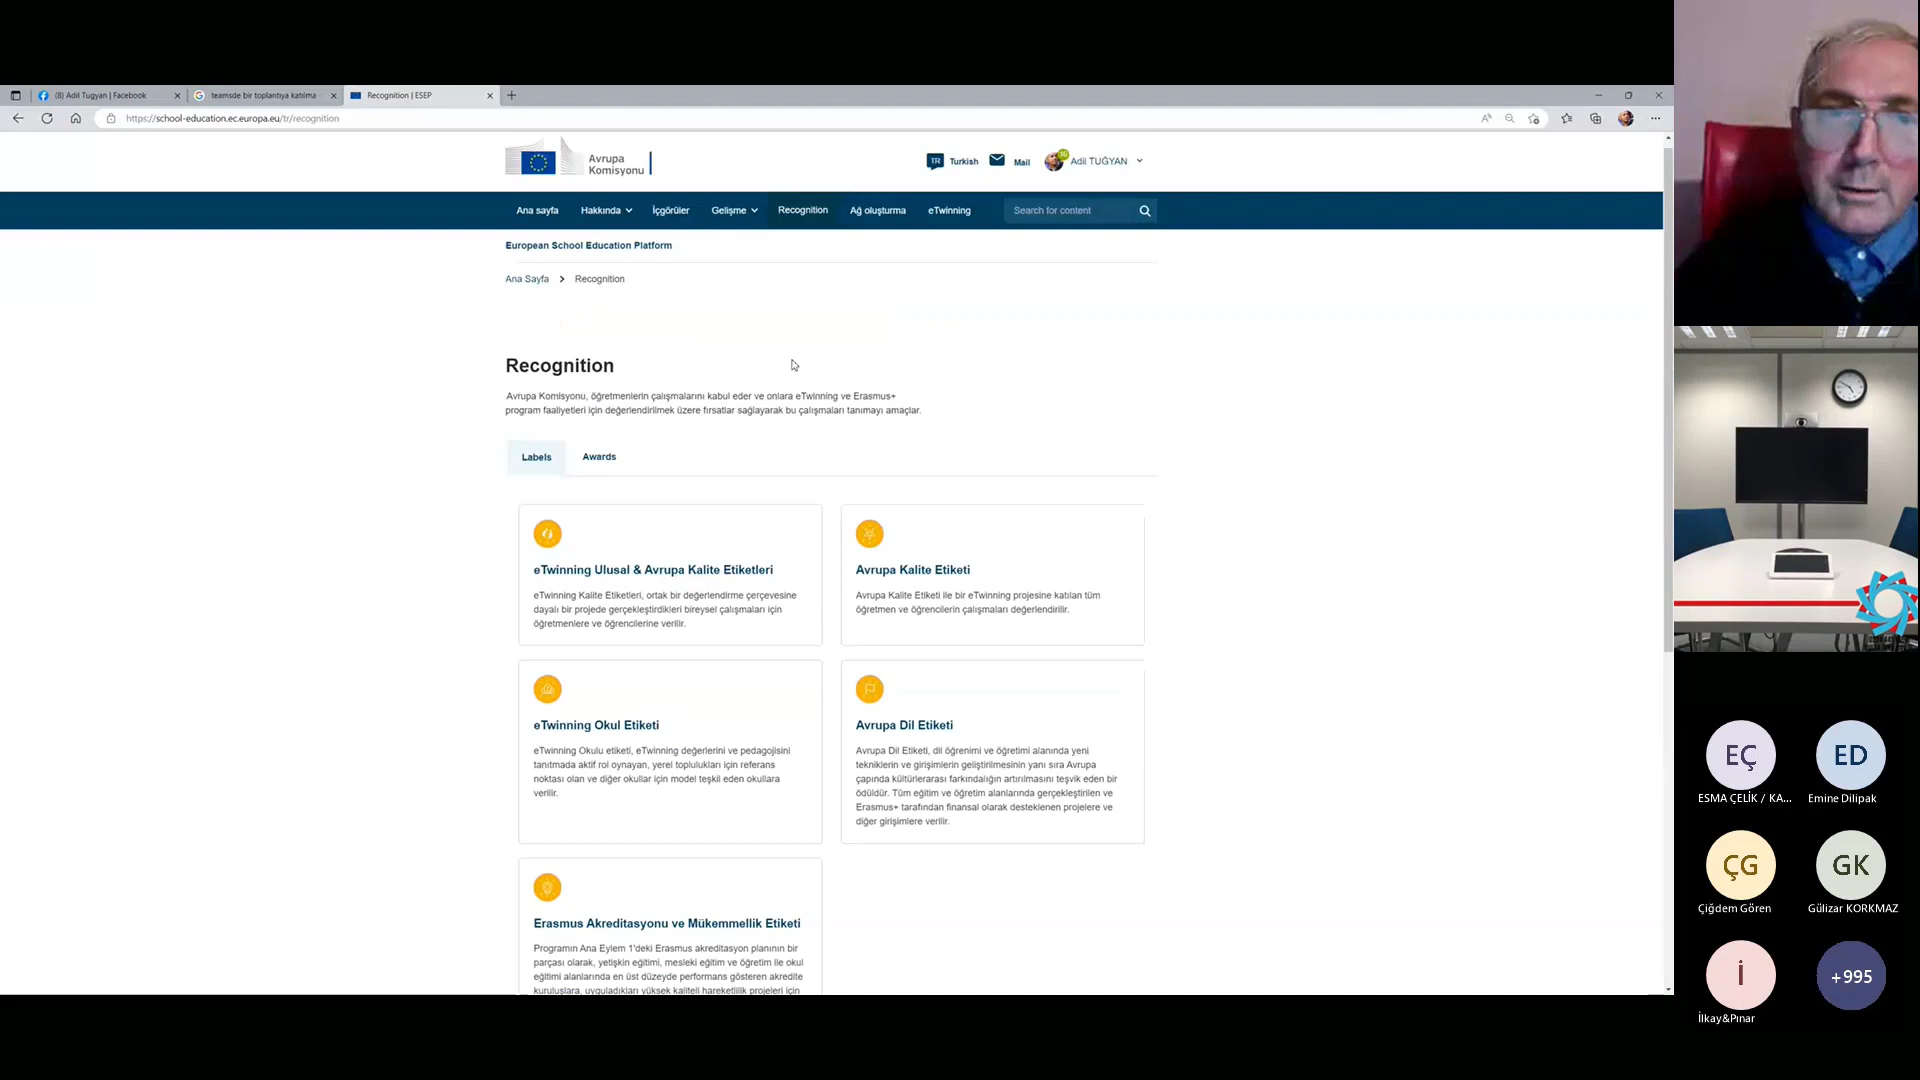 (8) Adil Tugyan | Facebook
teamsde bir toplantıya katılma
Recognition | ESEP
https://school-education.ec.europa.eu/tr/recognition
Avrupa
Komisyonu
TR Turkish
Mail
Adil TUĞYAN
Ana sayfa
Hakkında
İçgörüler
Gelişme
Recognition
Ağ oluşturma
eTwinning
Search for content
European School Education Platform
Ana Sayfa > Recognition
Recognition
Avrupa Komisyonu, öğretmenlerin çalışmalarını kabul eder ve onlara eTwinning ve Erasmus+
program faaliyetleri için değerlendirilmek üzere fırsatlar sağlayarak bu çalışmaları tanımayı amaçlar.
Labels
Awards
eTwinning Ulusal & Avrupa Kalite Etiketleri
eTwinning Kalite Etiketleri, ortak bir değerlendirme çerçevesine
dayalı bir projede gerçekleştirdikleri bireysel çalışmaları için
öğretmenlere ve öğrencilerine verilir.
Avrupa Kalite Etiketi
Avrupa Kalite Etiketi ile bir eTwinning projesine katılan tüm
öğretmen ve öğrencilerin çalışmaları değerlendirilir.
eTwinning Okul Etiketi
eTwinning Okulu etiketi, eTwinning değerlerini ve pedagojisini
tanıtmada aktif rol oynayan, yerel toplulukları için referans
noktası olan ve diğer okullar için model teşkil eden okullara
verilir.
Avrupa Dil Etiketi
Avrupa Dil Etiketi, dil öğrenimi ve öğretimi alanında yeni
tekniklerin ve girişimlerin geliştirilmesinin yanı sıra Avrupa
çapında kültürlerarası farkındalığın artırılmasını teşvik eden bir
ödüldür. Tüm eğitim ve öğretim alanlarında gerçekleştirilen ve
Erasmus+ tarafından finansal olarak desteklenen projelere ve
diğer girişimlere verilir.
Erasmus Akreditasyonu ve Mükemmellik Etiketi
Programın Ana Eylem 1'deki Erasmus akreditasyon planının bir
parçası olarak, yetişkin eğitimi, mesleki eğitim ve öğretim ile okul
eğitimi alanlarında en üst düzeyde performans gösteren akredite
kuruluşlara, uyguladıkları yüksek kaliteli hareketlilik projeleri için
EÇ
ESMA ÇELİK / KA...
ED
Emine Dilipak
ÇG
Çiğdem Gören
GK
Gülizar KORKMAZ
İ
İlkay&Pınar
+995